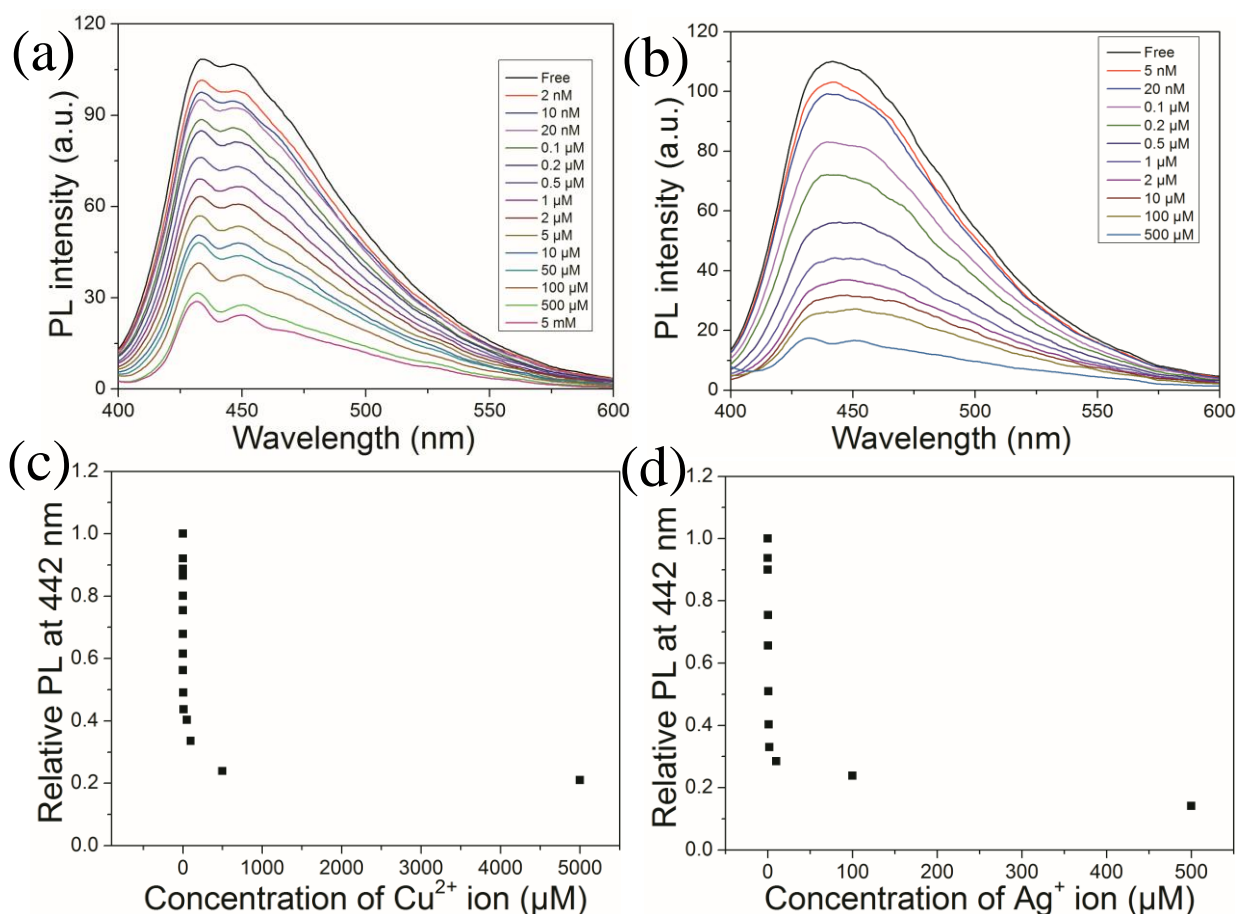 (a)
120
90
60
30
0
PL intensity (a.u.)
400 450 500 550 600
Wavelength (nm)
Free
2 nM
10 nM
20 nM
0.1 μM
0.2 μM
0.5 μM
1 μM
2 μM
5 μM
10 μM
50 μM
100 μM
500 μM
5 mM
(b)
120
100
80
60
40
20
0
PL intensity (a.u.)
400 450 500 550 600
Wavelength (nm)
Free
5 nM
20 nM
0.1 μM
0.2 μM
0.5 μM
1 μM
2 μM
10 μM
100 μM
500 μM
(c)
1.2
1.0
0.8
0.6
0.4
0.2
0.0
Relative PL at 442 nm
0 1000 2000 3000 4000 5000
Concentration of Cu²⁺ ion (μM)
(d)
1.2
1.0
0.8
0.6
0.4
0.2
0.0
Relative PL at 442 nm
0 100 200 300 400 500
Concentration of Ag⁺ ion (μM)